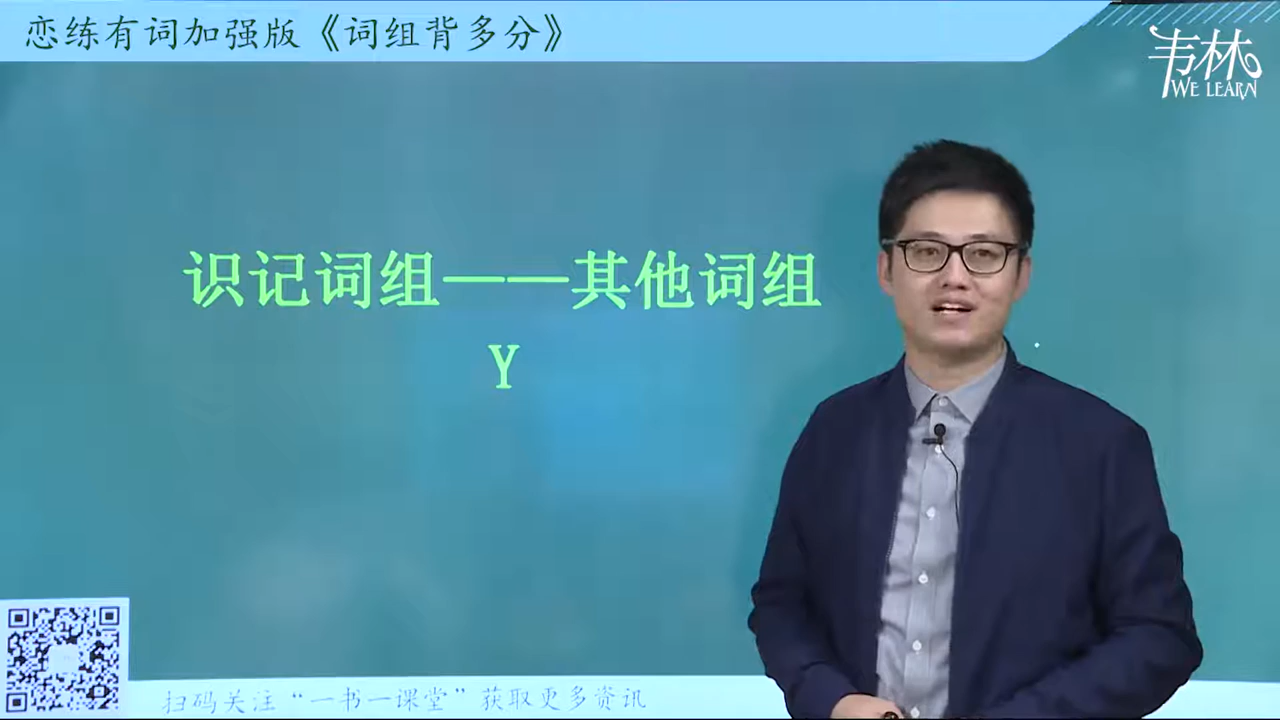 恋练有词加强版《词组背多分》
韦林
WE LEARN
识记词组——其他词组
Y
扫码关注“一书一课堂”获取更多资讯